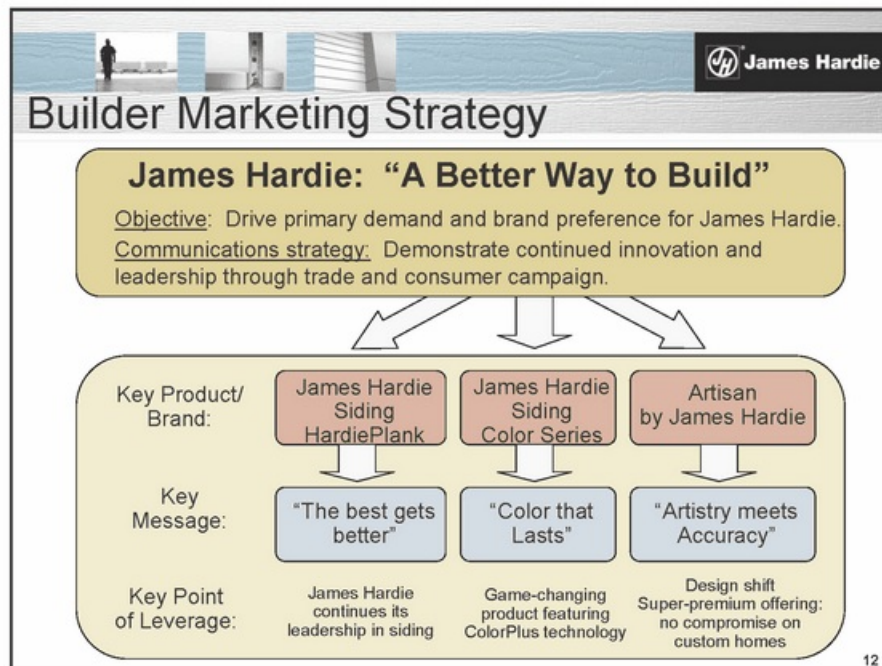 JH James Hardie
Builder Marketing Strategy
James Hardie: “A Better Way to Build”
Objective: Drive primary demand and brand preference for James Hardie.
Communications strategy: Demonstrate continued innovation and
leadership through trade and consumer campaign.
Key Product/
Brand:
James Hardie
Siding
HardiePlank
James Hardie
Siding
Color Series
Artisan
by James Hardie
Key
Message:
“The best gets
better”
“Color that
Lasts”
“Artistry meets
Accuracy”
Key Point
of Leverage:
James Hardie
continues its
leadership in siding
Game-changing
product featuring
ColorPlus technology
Design shift
Super-premium offering:
no compromise on
custom homes
12